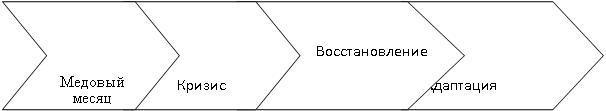 Медовый
месяц
Кризис
Восстановление
даптация